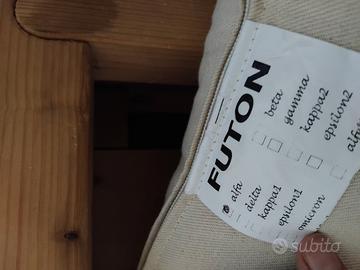 FUTON
alfa
beta
delta
gamma
kappa1
kappa2
epsilon1
epsilon2
omicron
subito